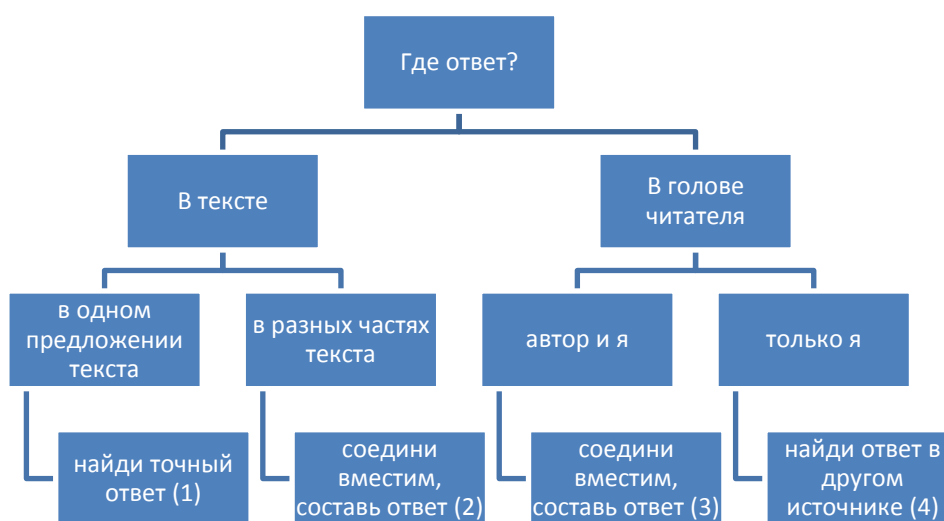 Где ответ?
В тексте
В голове
читателя
в одном
предложении
текста
в разных частях
текста
автор и я
только я
найди точный
ответ (1)
соедини
вместим,
составь ответ (2)
соедини
вместим,
составь ответ (3)
найди ответ в
другом
источнике (4)